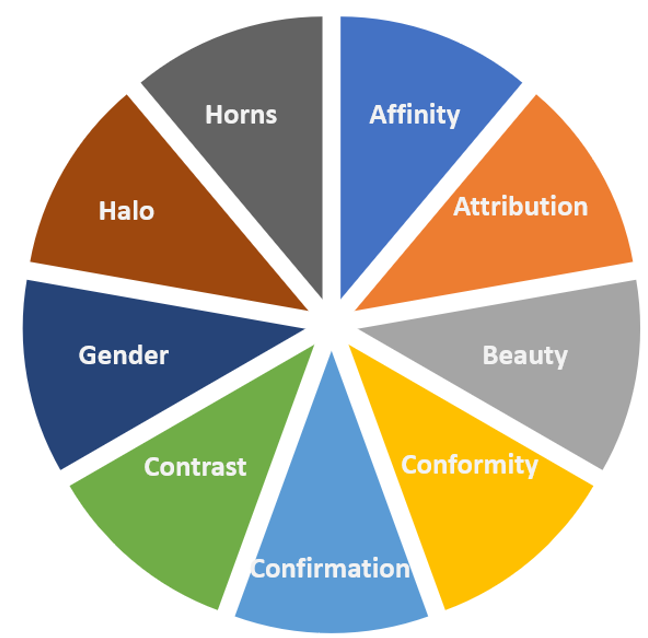 Affinity
Attribution
Beauty
Conformity
Confirmation
Contrast
Gender
Halo
Horns